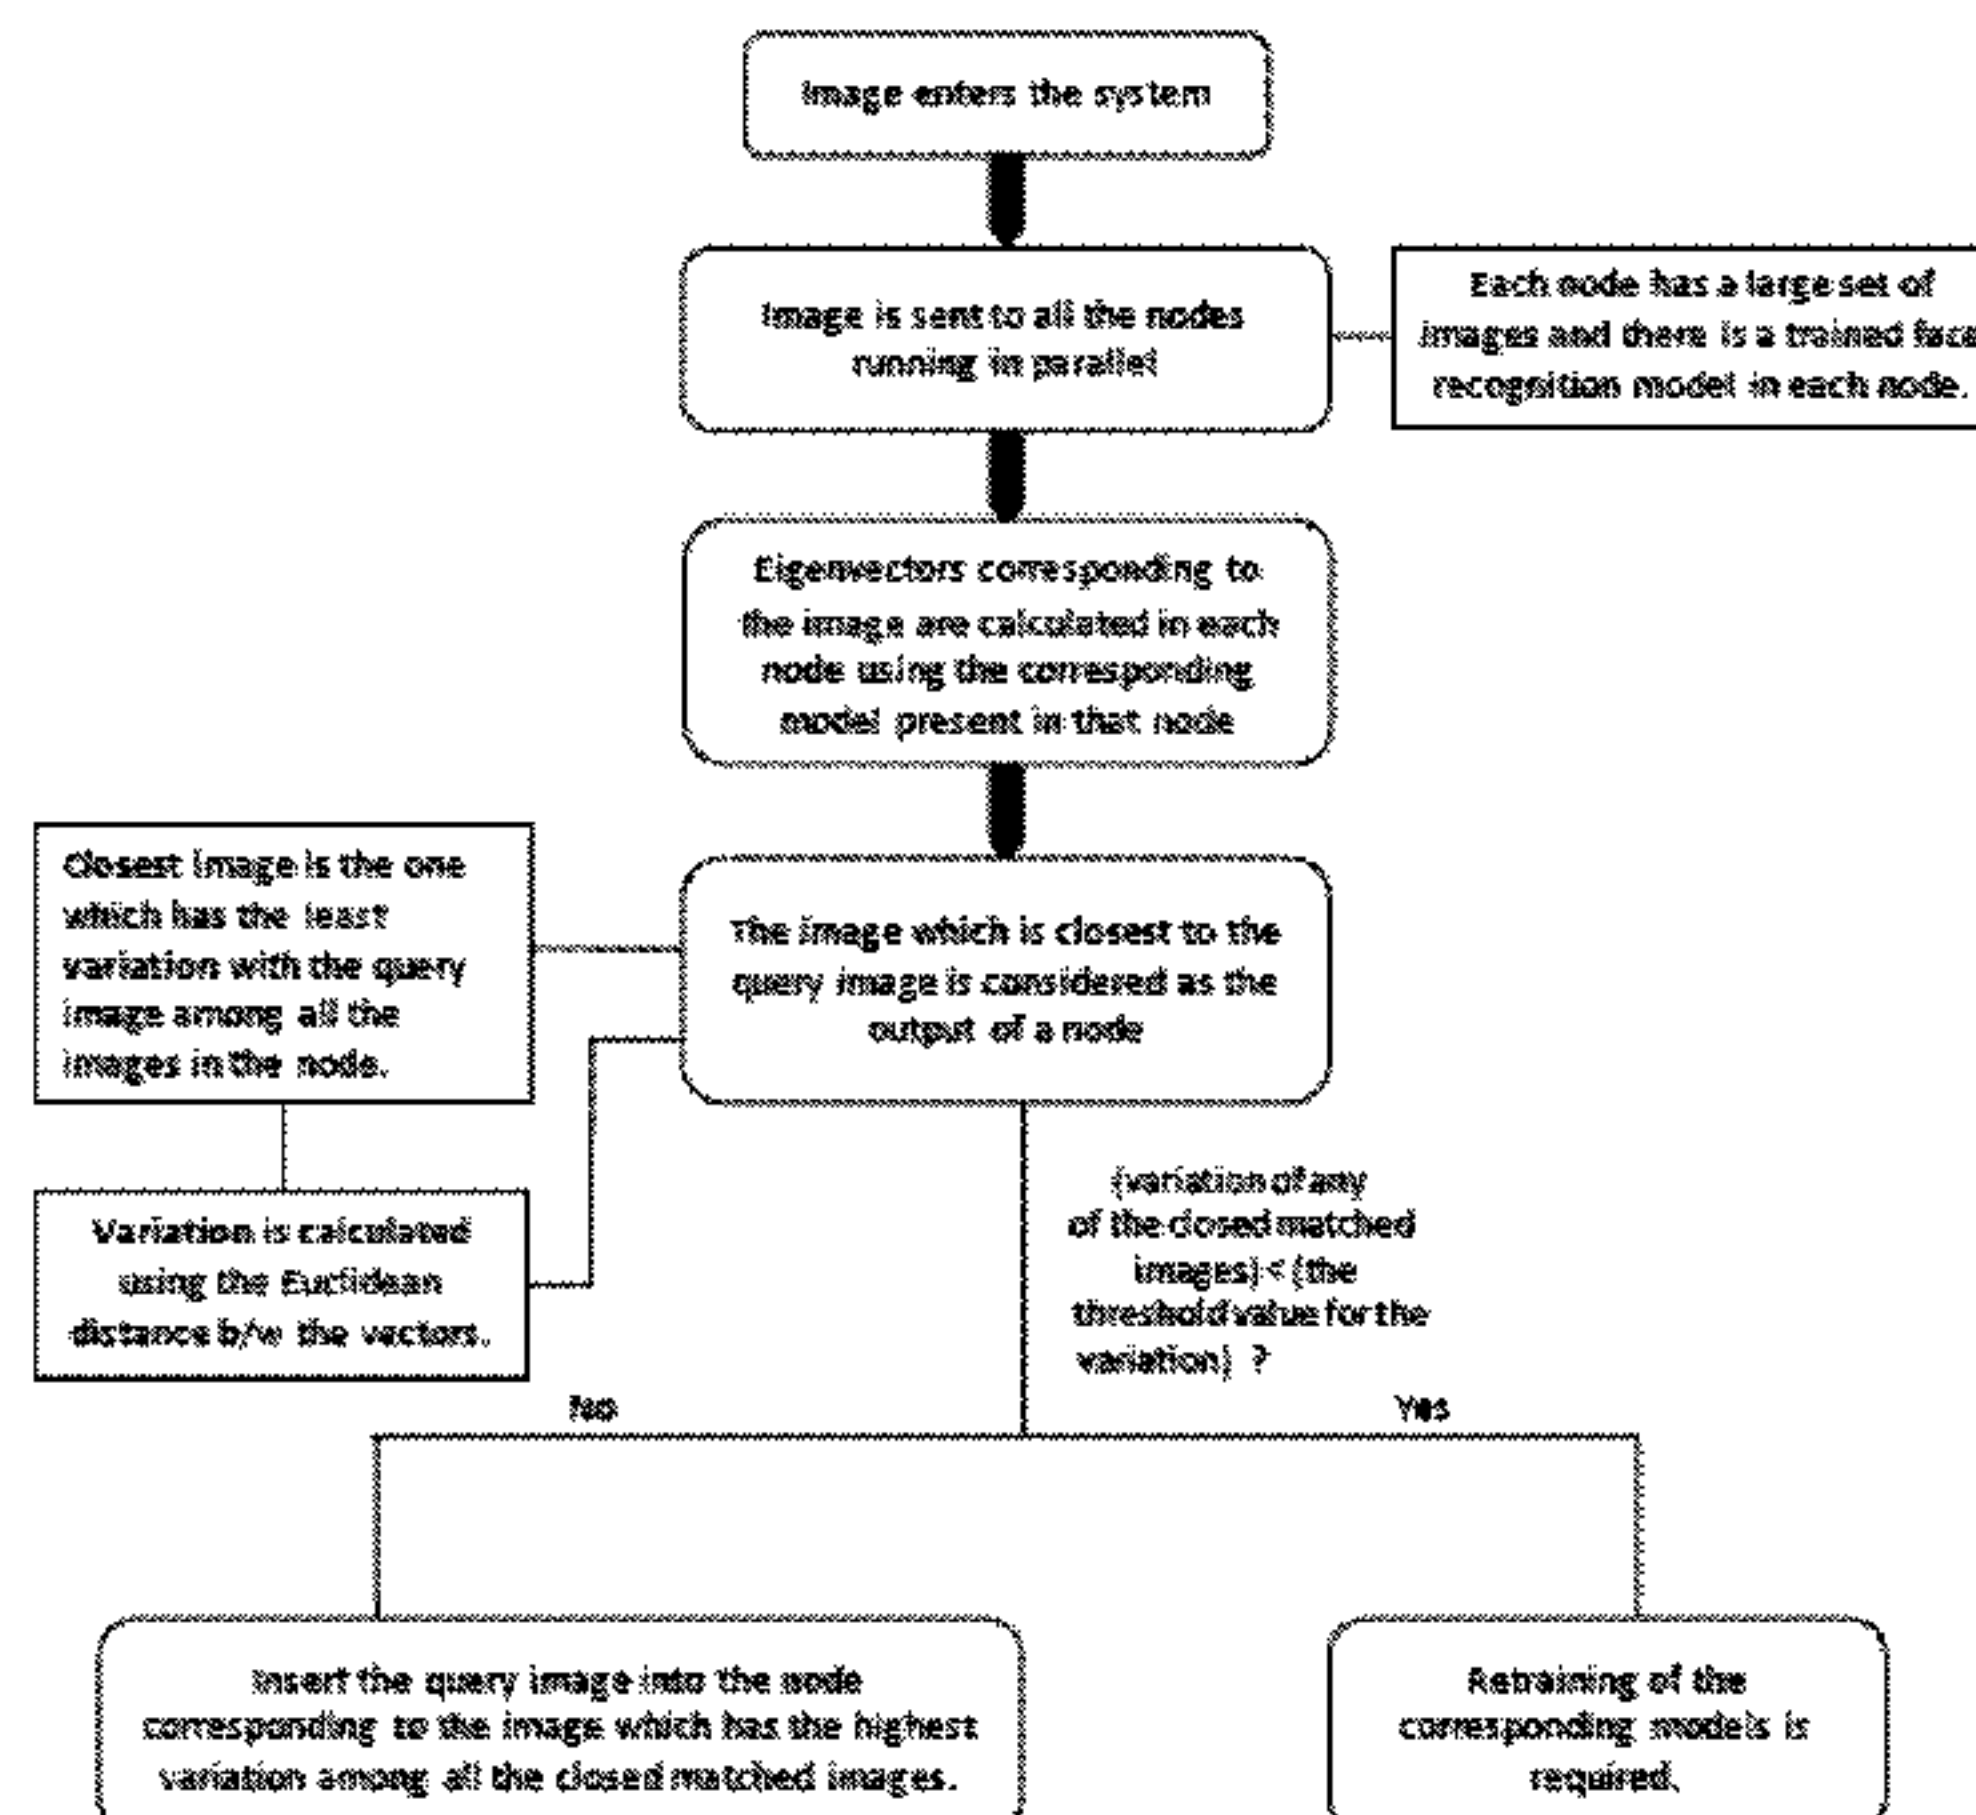 Image enters the system
Image is sent to all the nodes
running in parallel
Each node has a large set of
images and there is a trained face
recognition model in each node.
Eigenvectors corresponding to
the image are calculated in each
node using the corresponding
model present in that node
Closest image is the one
which has the least
variation with the query
image among all the
images in the node.
The image which is closest to the
query image is considered as the
output of a node
Variation is calculated
using the Euclidean
distance b/w the vectors.
(variation of any
of the closed matched
images) < (the
threshold value for the
variation) ?
No
Yes
Insert the query image into the node
corresponding to the image which has the highest
variation among all the closed matched images.
Retraining of the
corresponding models is
required.